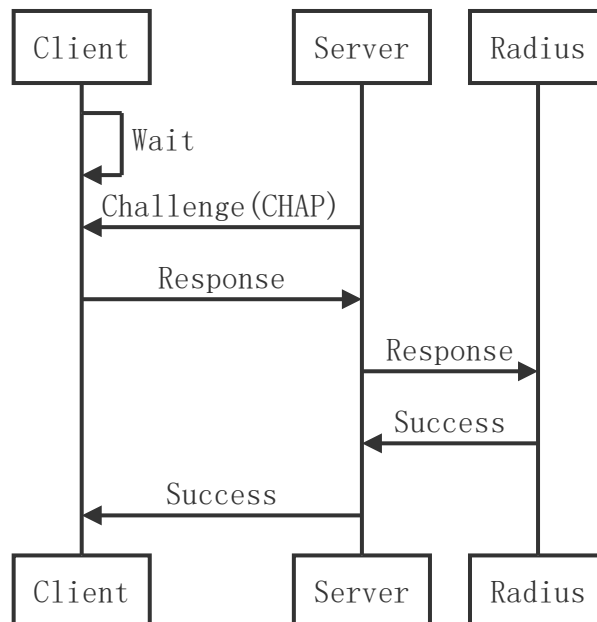 Client
Server
Radius
Wait
Challenge(CHAP)
Response
Response
Success
Success
Client
Server
Radius